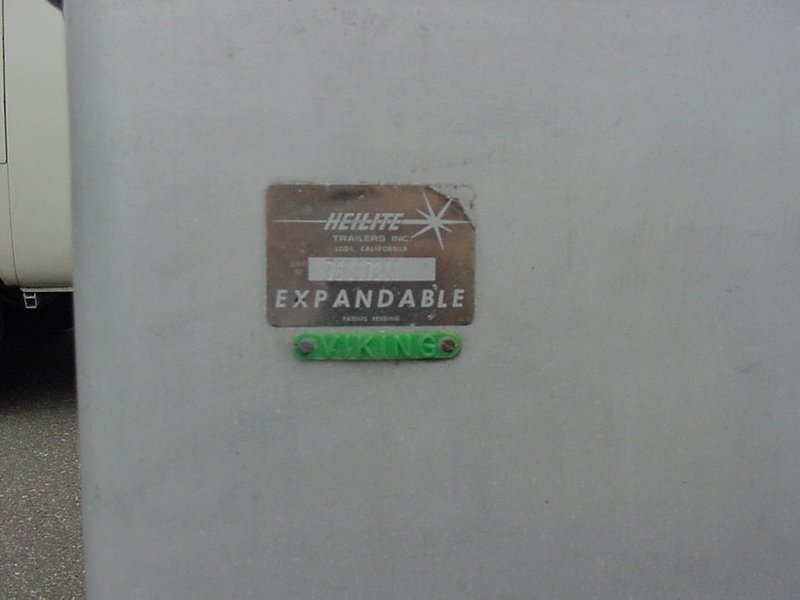 HEILITE
TRAILERS INC.
LODI, CALIFORNIA
EXPANDABLE
PATENTS PENDING
VIKING